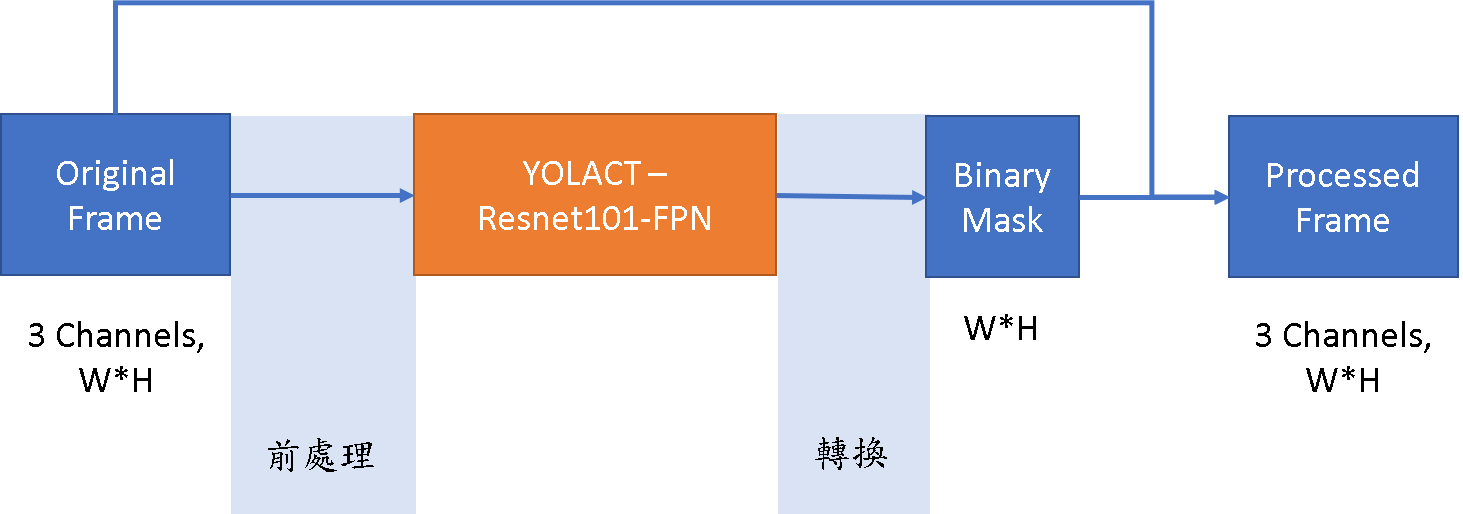 Original
Frame
YOLACT –
Resnet101-FPN
Binary
Mask
Processed
Frame
3 Channels,
W*H
W*H
3 Channels,
W*H
前處理
轉換